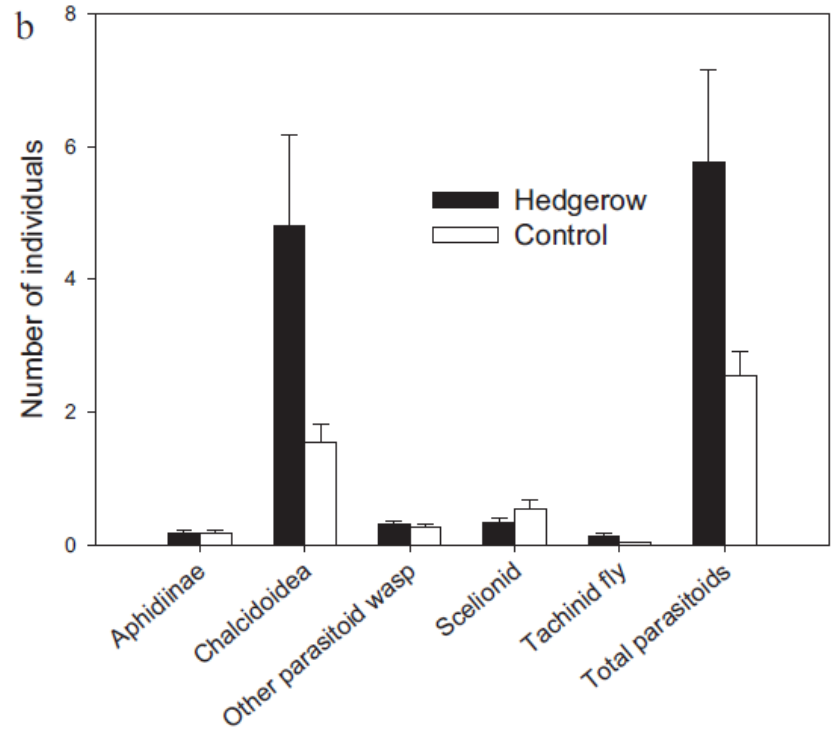 b
8
6
4
2
0
Number of individuals
Hedgerow
Control
Aphidiinae
Chalcidoidea
Other parasitoid wasp
Scelionid
Tachinid fly
Total parasitoids